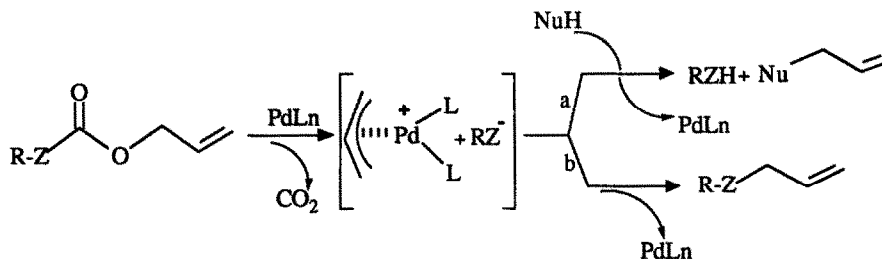 NuH
O
R-Z
O
PdLn
CO2
+
L
Pd
L
+ RZ-
a
b
RZH+ Nu
PdLn
R-Z
PdLn